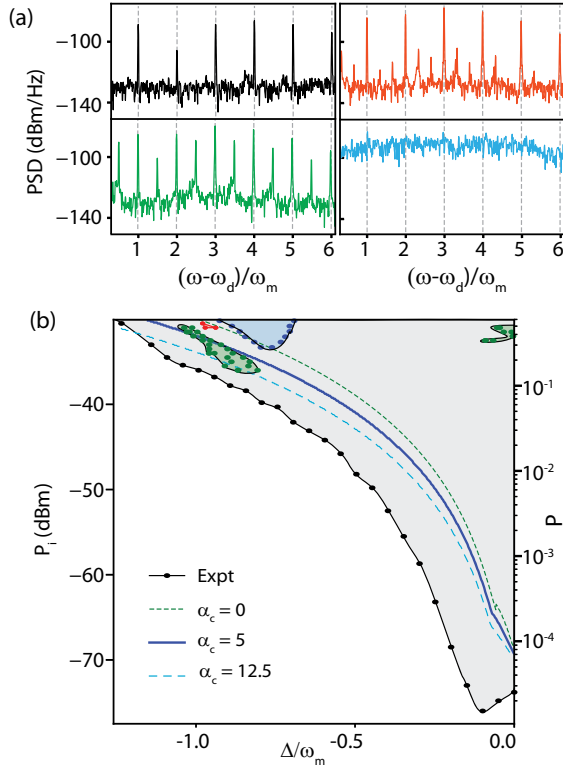 (a)
PSD (dBm/Hz)
−100
−140
−100
−140
1 2 3 4 5 6
1 2 3 4 5 6
(ω-ω_d)/ω_m
(ω-ω_d)/ω_m
(b)
P_i (dBm)
−40
−50
−60
−70
P
10⁻¹
10⁻²
10⁻³
10⁻⁴
Expt
α_c = 0
α_c = 5
α_c = 12.5
-1.0 -0.5 0.0
Δ/ω_m